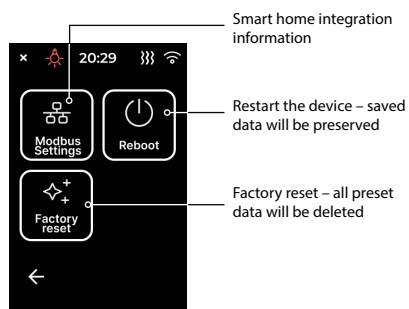 Smart home integration
information
20:29
Modbus
Settings
Reboot
Restart the device – saved
data will be preserved
Factory
reset
Factory reset – all preset
data will be deleted